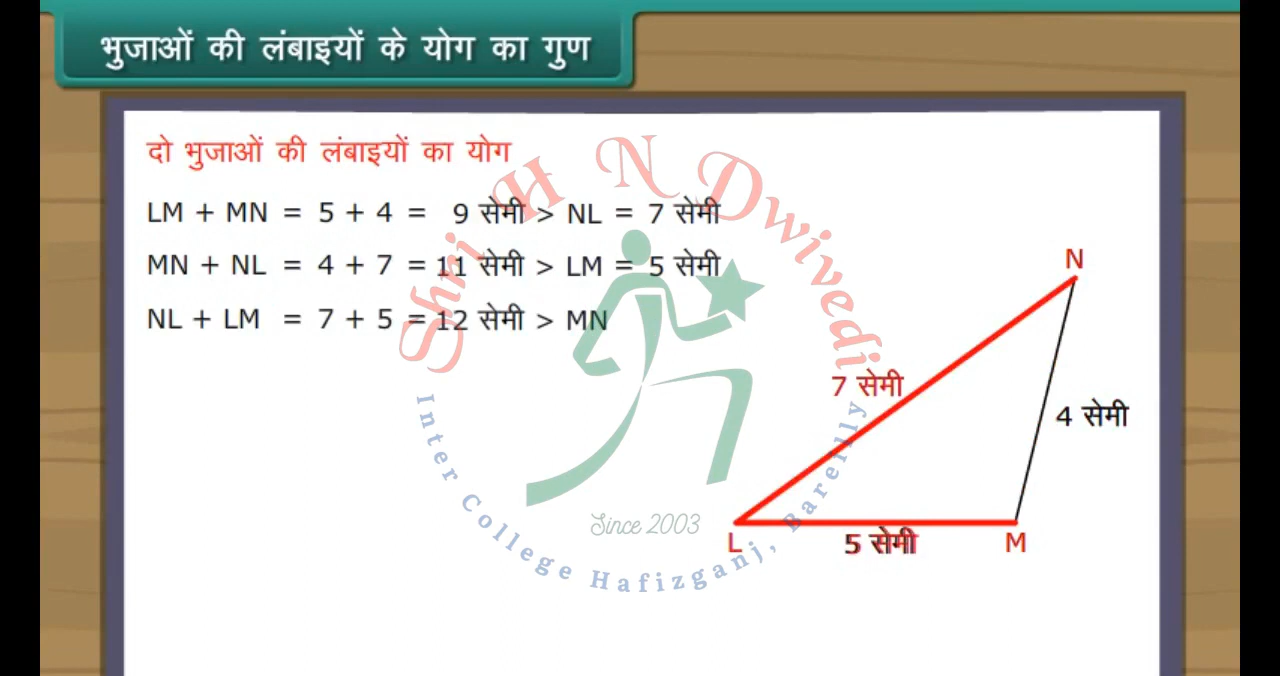 भुजाओं की लंबाइयों के योग का गुण
दो भुजाओं की लंबाइयों का योग
LM + MN = 5 + 4 = 9 सेमी > NL = 7 सेमी
MN + NL = 4 + 7 = 11 सेमी > LM = 5 सेमी
NL + LM = 7 + 5 = 12 सेमी > MN
N
7 सेमी
4 सेमी
L
5 सेमी
M
Shri H N Dwivedi
Inter College Hafizganj, Bareilly
Since 2003